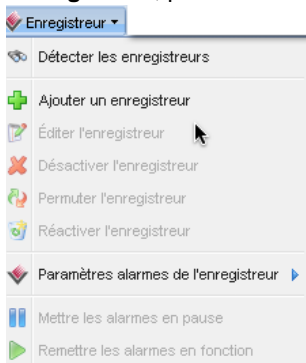 Enregistreur
Détecter les enregistreurs
Ajouter un enregistreur
Éditer l'enregistreur
Désactiver l'enregistreur
Permuter l'enregistreur
Réactiver l'enregistreur
Paramètres alarmes de l'enregistreur
Mettre les alarmes en pause
Remettre les alarmes en fonction